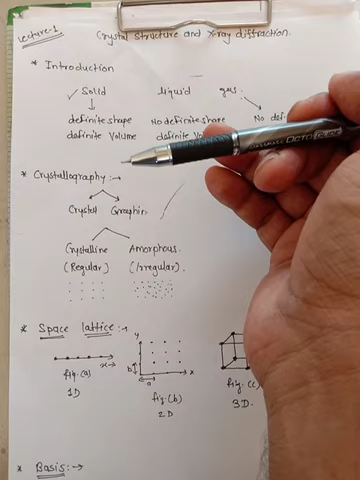 Lecture-1
Crystal Structure and X-ray diffraction.
* Introduction
✓ Solid liquid gas.
definite shape No definite shape No def
definite Volume definite Vo
* Crystallography:→
Crystal Graphin
Crystalline Amorphous.
(Regular) (Irregular).
* Space lattice:→
y
b
a
x→ x
fig.(a) fig.(b) fig.(c)
1D 2D 3D.
* Basis:→